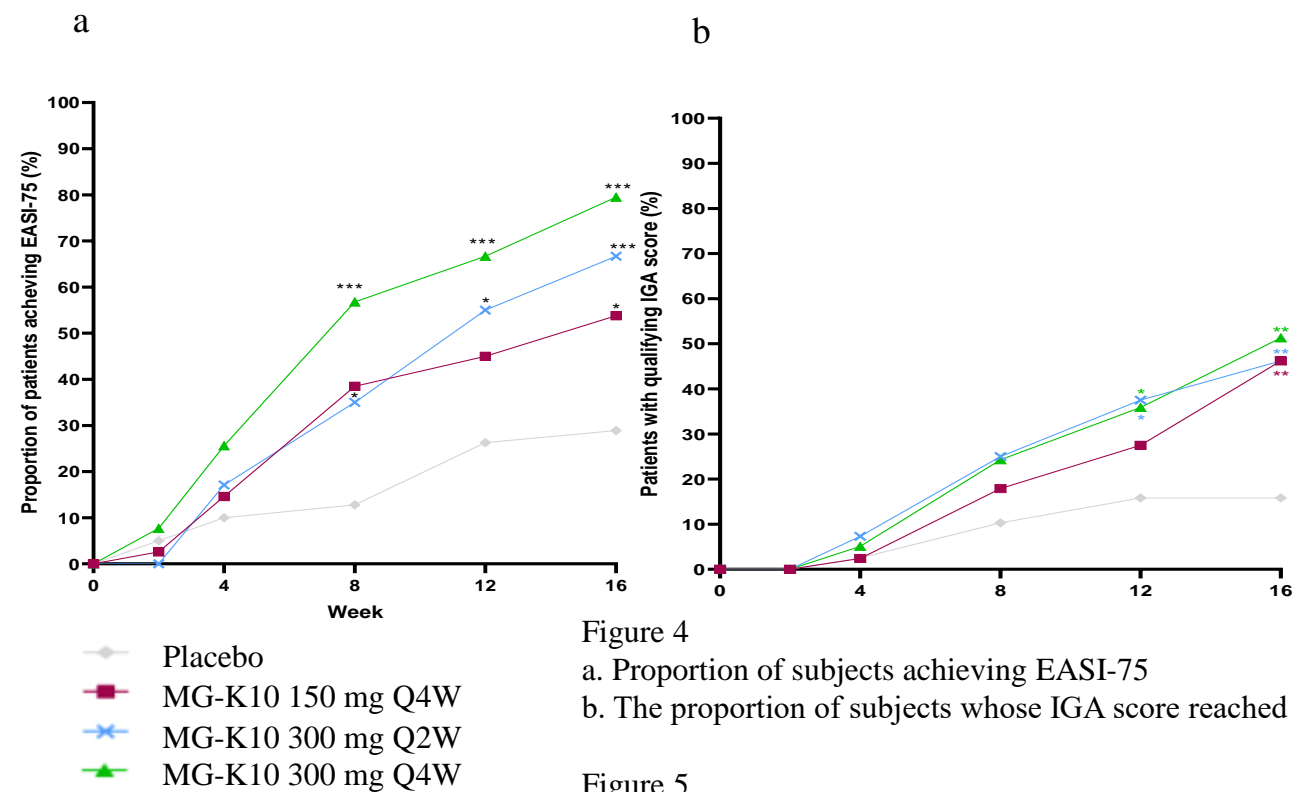 a
b
Proportion of patients acheving EASI-75 (%)
100
90
80
70
60
50
40
30
20
10
0
0 4 8 12 16
Week
***
***
***
***
*
*
*
Patients with qualifying IGA score (%)
100
90
80
70
60
50
40
30
20
10
0
0 4 8 12 16
*
*
**
**
**
Placebo
MG-K10 150 mg Q4W
MG-K10 300 mg Q2W
MG-K10 300 mg Q4W
Figure 4
a. Proportion of subjects achieving EASI-75
b. The proportion of subjects whose IGA score reached
Figure 5